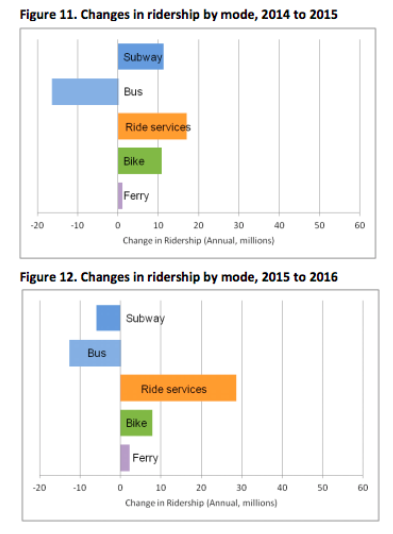 Figure 11. Changes in ridership by mode, 2014 to 2015
Subway
Bus
Ride services
Bike
Ferry
-20 -10 0 10 20 30 40 50 60
Change in Ridership (Annual, millions)
Figure 12. Changes in ridership by mode, 2015 to 2016
Subway
Bus
Ride services
Bike
Ferry
-20 -10 0 10 20 30 40 50 60
Change in Ridership (Annual, millions)